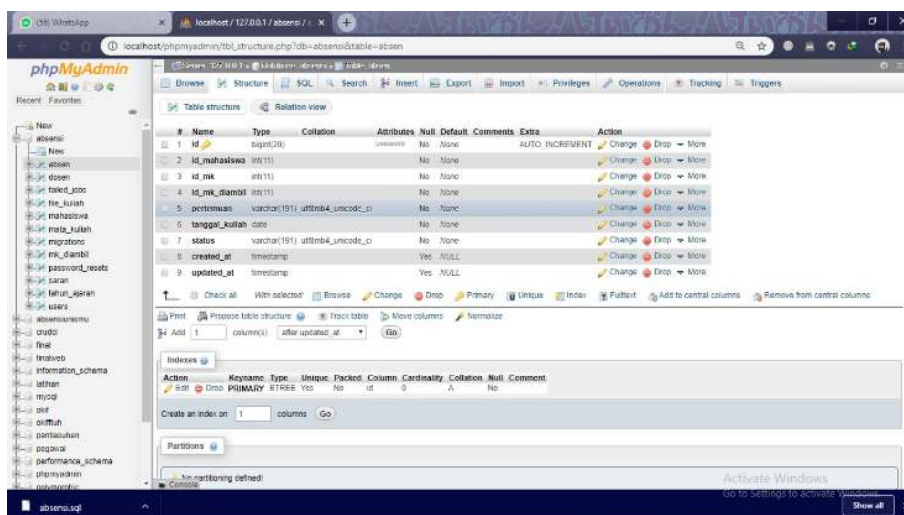 (56) WhatsApp
localhost / 127.0.0.1 / absensi /
localhost/phpmyadmin/tbl_structure.php?db=absensi&table=absen
phpMyAdmin
Recent Favorites
New
absensi
New
absen
dosen
failed_jobs
file_kuliah
mahasiswa
mata_kuliah
migrations
mk_diambil
password_resets
saran
tahun_ajaran
users
absensiunismu
final
finalweb
information_schema
latihan
mysql
pegawai
performance_schema
phpmyadmin
Browse Structure SQL Search Insert Export Import Privileges Operations Tracking Triggers
Table structure Relation view
# Name Type Collation Attributes Null Default Comments Extra Action
1 id bigint(20) No None AUTO_INCREMENT Change Drop More
2 id_mahasiswa int(11) No None Change Drop More
3 id_mk int(11) No None Change Drop More
4 id_mk_diambil int(11) No None Change Drop More
5 pertemuan varchar(191) utf8mb4_unicode_ci No None Change Drop More
6 tanggal_kuliah date No None Change Drop More
7 status varchar(191) utf8mb4_unicode_ci No None Change Drop More
8 created_at timestamp Yes NULL Change Drop More
9 updated_at timestamp Yes NULL Change Drop More
Check all With selected: Browse Change Drop Primary Unique Index Fulltext Add to central columns Remove from central columns
Print Propose table structure Track table Move columns Normalize
Add 1 column(s) after updated_at Go
Indexes
Action Keyname Type Unique Packed Column Cardinality Collation Null Comment
Edit Drop PRIMARY BTREE Yes No id 0 A No
Create an index on 1 columns Go
Partitions
No partitioning defined!
Console
Activate Windows
Go to Settings to activate Windows.
absensi.sql
Show all